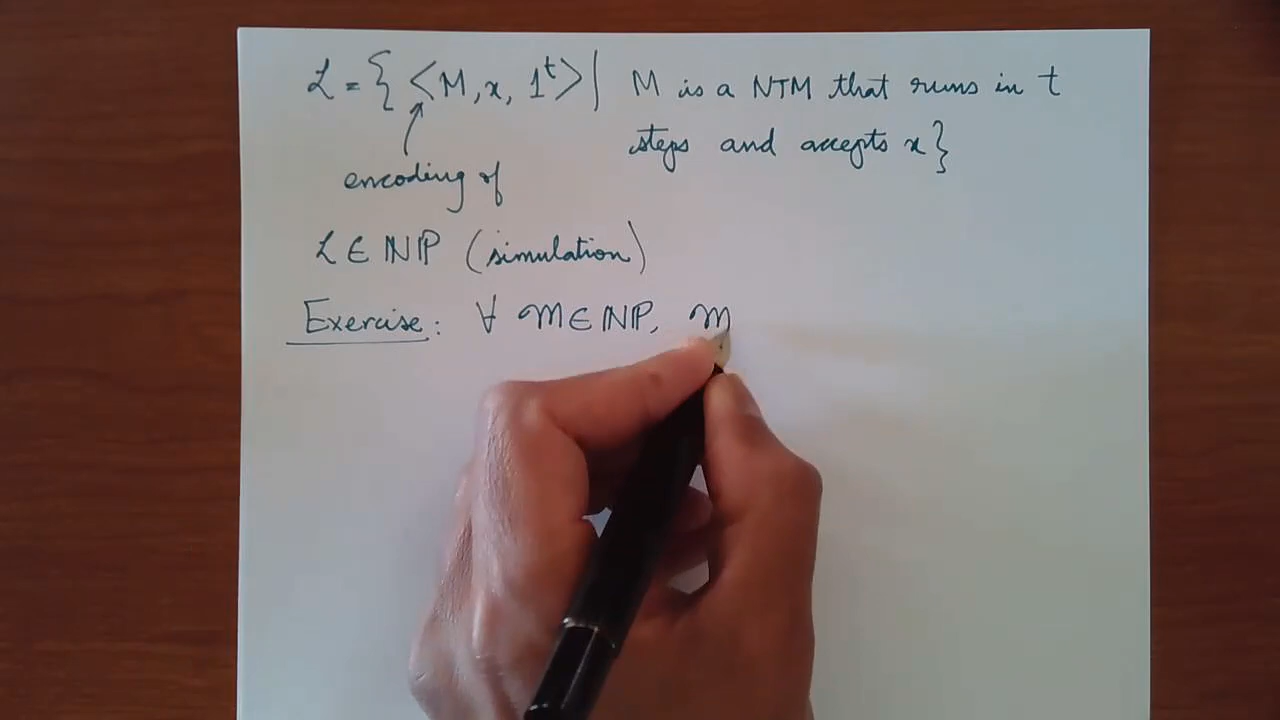 ℒ = { <M, x, 1^t> | M is a NTM that runs in t
steps and accepts x }
encoding of
ℒ ∈ NP (simulation)
Exercise: ∀ ℳ ∈ NP, ℳ